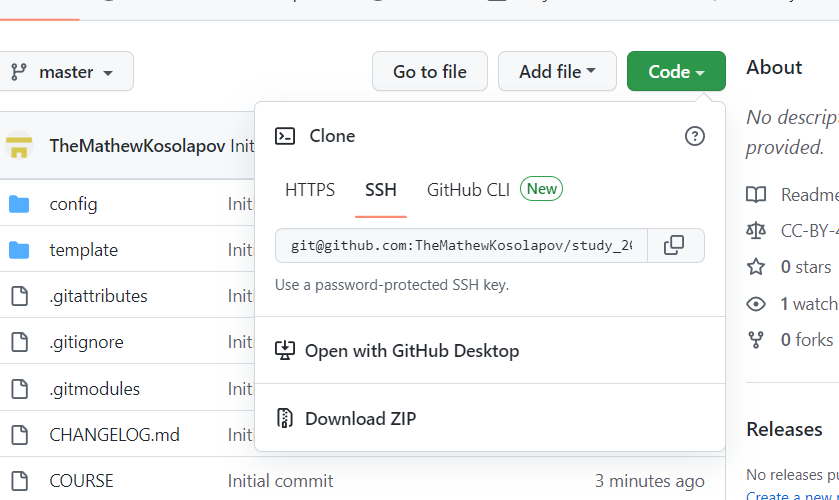 master
Go to file
Add file
Code
About
No descrip
provided.
Clone
TheMathewKosolapov Init
HTTPS SSH GitHub CLI New
config Init
git@github.com:TheMathewKosolapov/study_20
template Init
Use a password-protected SSH key.
.gitattributes Init
.gitignore Init
Open with GitHub Desktop
.gitmodules Init
Download ZIP
CHANGELOG.md Init
COURSE Initial commit 3 minutes ago
Readme
CC-BY-4
0 stars
1 watch
0 forks
Releases
No releases pu
Create a new